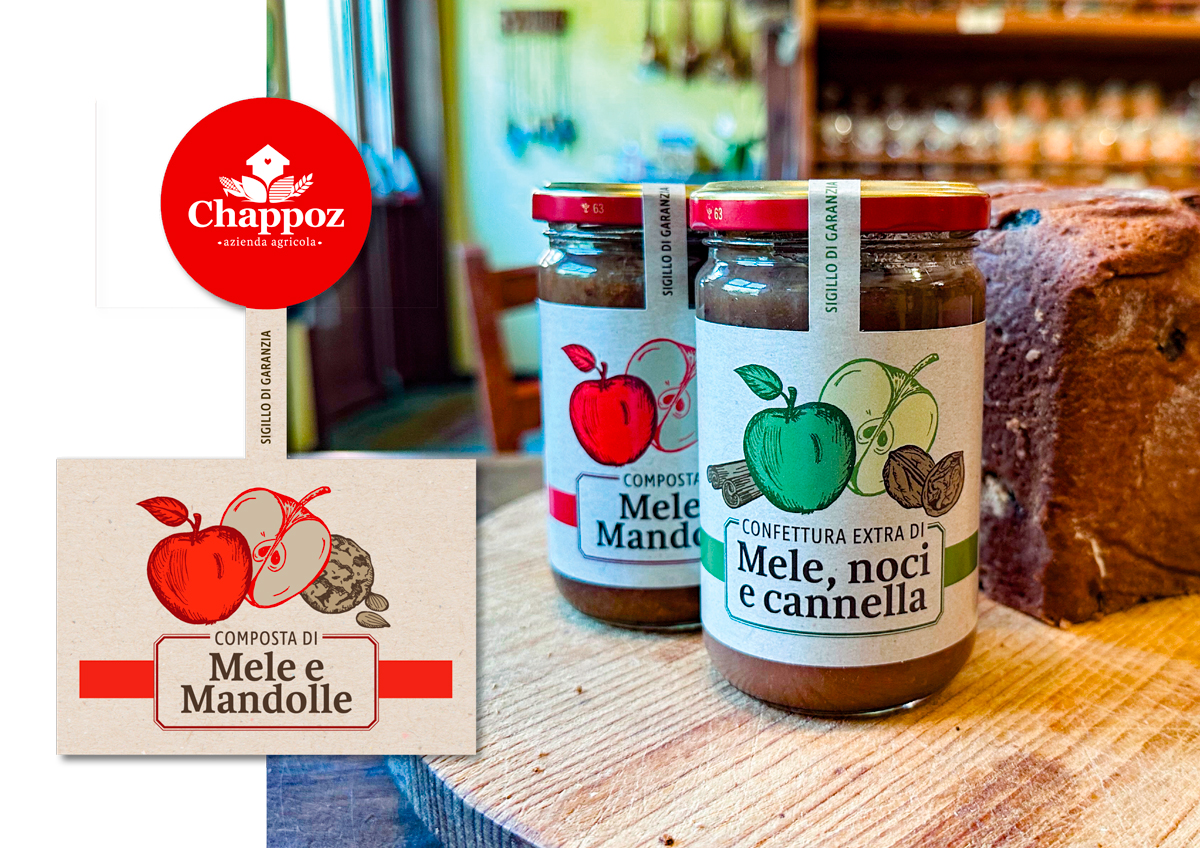 Chappoz
•azienda agricola•
SIGILLO DI GARANZIA
COMPOSTA DI
Mele e
Mandolle
63
SIGILLO DI GARANZIA
COMPOSTA
Mele
Mando
63
SIGILLO DI GARANZIA
CONFETTURA EXTRA DI
Mele, noci
e cannella